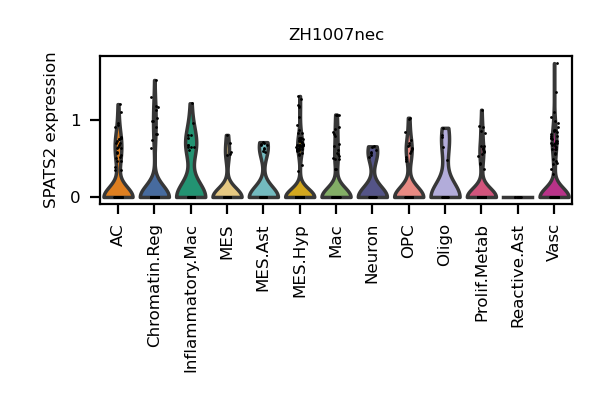 ZH1007nec
SPATS2 expression
1
0
AC
Chromatin.Reg
Inflammatory.Mac
MES
MES.Ast
MES.Hyp
Mac
Neuron
OPC
Oligo
Prolif.Metab
Reactive.Ast
Vasc